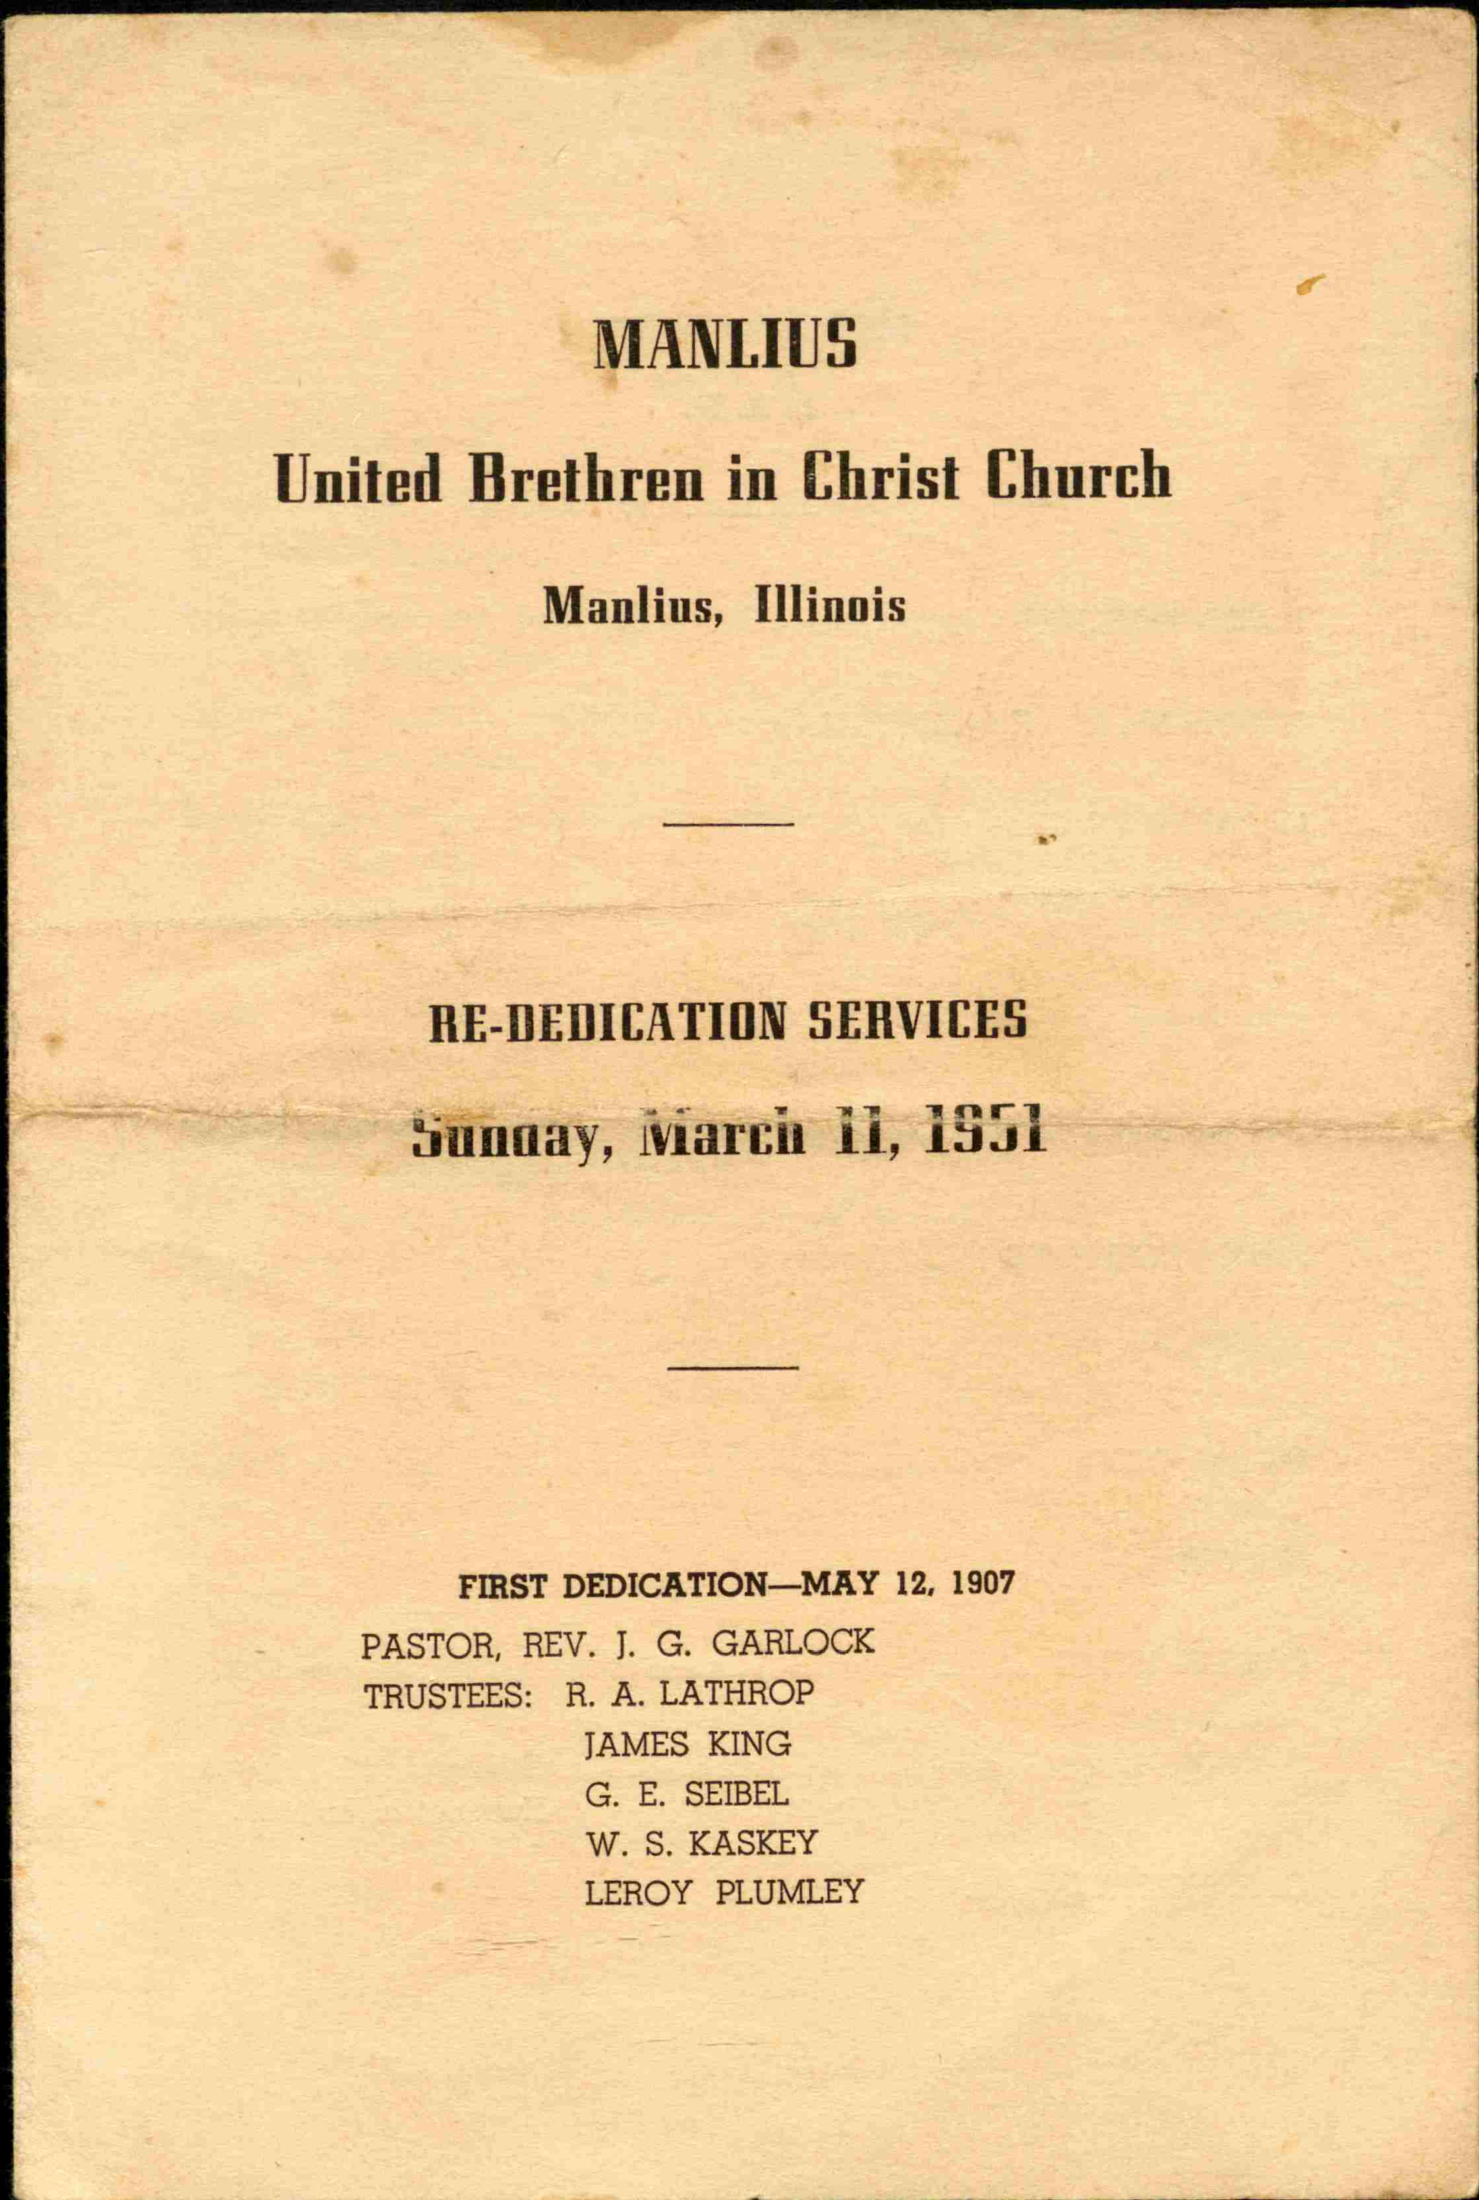 MANLIUS
United Brethren in Christ Church
Manlius, Illinois
RE-DEDICATION SERVICES
Sunday, March 11, 1951
FIRST DEDICATION—MAY 12, 1907
PASTOR, REV. J. G. GARLOCK
TRUSTEES: R. A. LATHROP
JAMES KING
G. E. SEIBEL
W. S. KASKEY
LEROY PLUMLEY